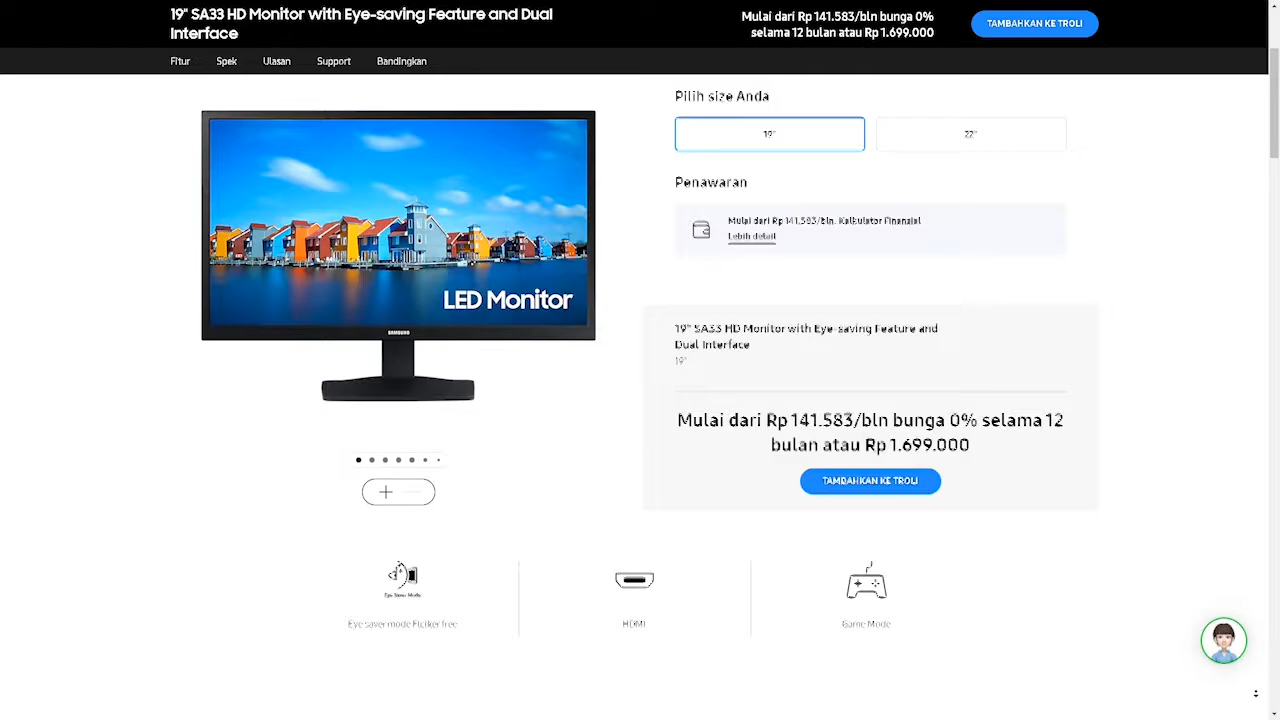 19" SA33 HD Monitor with Eye-saving Feature and Dual
Interface
Mulai dari Rp 141.583/bln bunga 0%
selama 12 bulan atau Rp 1.699.000
TAMBAHKAN KE TROLI
Fitur
Spek
Ulasan
Support
Bandingkan
LED Monitor
SAMSUNG
Pilih size Anda
19"
22"
Penawaran
Mulai dari Rp 141.583/bln. Kalkulator Finansial
Lebih detail
19" SA33 HD Monitor with Eye-saving Feature and
Dual Interface
19"
Mulai dari Rp 141.583/bln bunga 0% selama 12
bulan atau Rp 1.699.000
TAMBAHKAN KE TROLI
Eye Saver Mode
Eye saver mode Flicker free
HDMI
Game Mode